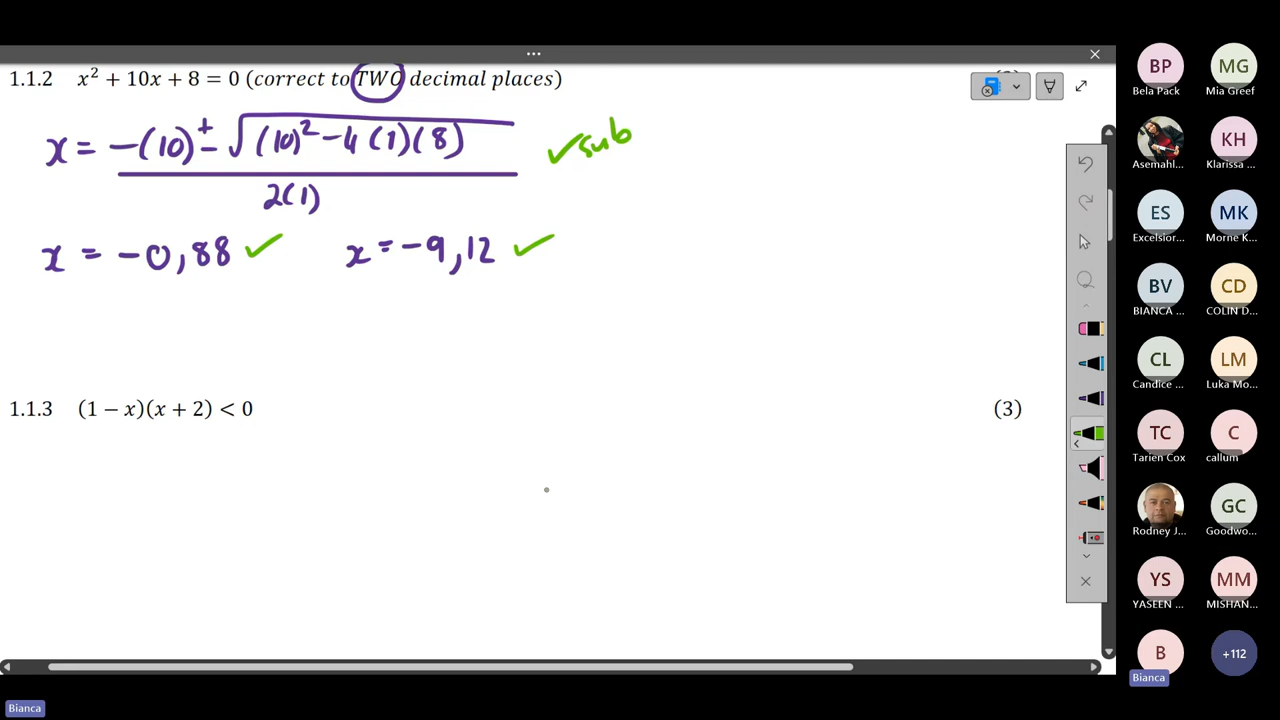 1.1.2 x² + 10x + 8 = 0 (correct to TWO decimal places)
x = −(10) ± √(10)² − 4(1)(8)
2(1)
✓sub
x = −0,88 ✓ x = −9,12 ✓
1.1.3 (1 − x)(x + 2) < 0 (3)
BP MG
Bela Pack Mia Greef
KH
Asemahl... Klarissa ...
ES MK
Excelsior... Morne K...
BV CD
BIANCA ... COLIN D...
CL LM
Candice ... Luka Mo...
TC C
Tarien Cox callum
GC
Rodney J... Goodwo...
YS MM
YASEEN ... MISHAN...
B +112
Bianca
Bianca